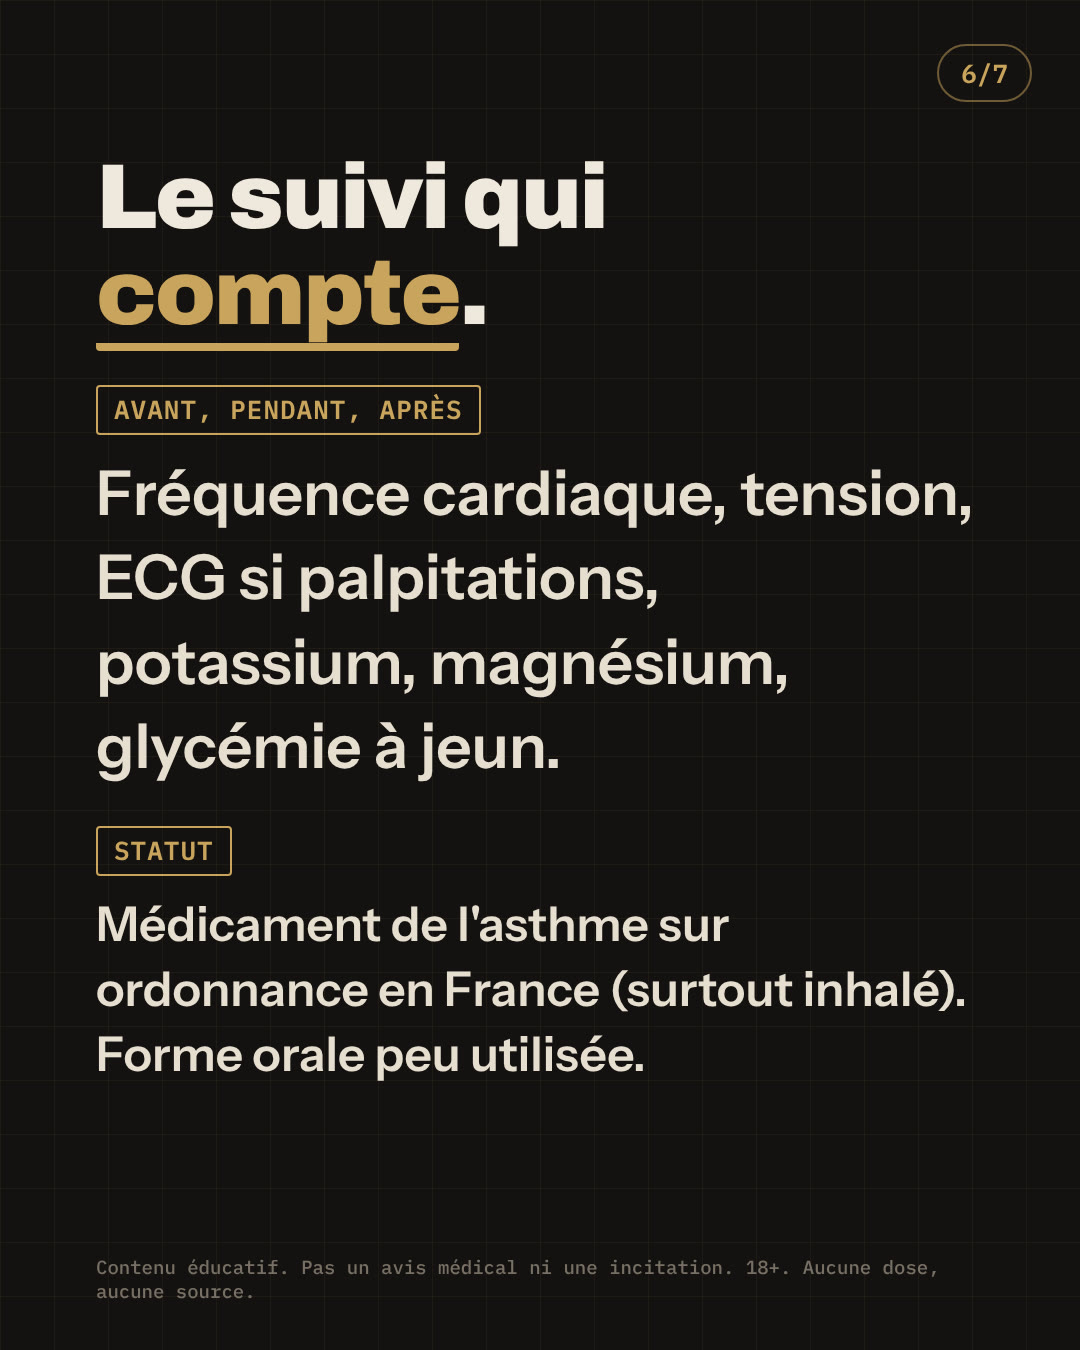 6/7
Le suivi qui
compte.
AVANT, PENDANT, APRÈS
Fréquence cardiaque, tension,
ECG si palpitations,
potassium, magnésium,
glycémie à jeun.
STATUT
Médicament de l'asthme sur
ordonnance en France (surtout inhalé).
Forme orale peu utilisée.
Contenu éducatif. Pas un avis médical ni une incitation. 18+. Aucune dose,
aucune source.